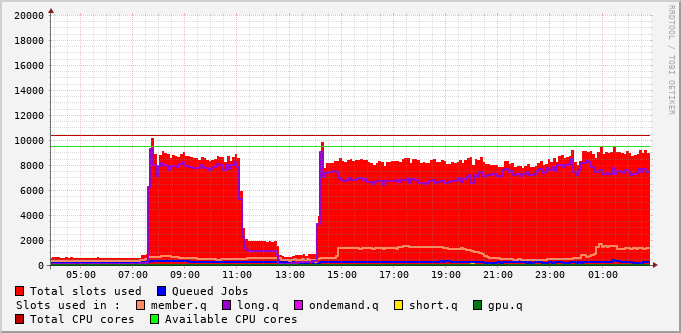 RRDTOOL / TOBI OETIKER
20000
18000
16000
14000
12000
10000
8000
6000
4000
2000
0
05:00 07:00 09:00 11:00 13:00 15:00 17:00 19:00 21:00 23:00 01:00
Total slots used Queued Jobs
Slots used in : member.q long.q ondemand.q short.q gpu.q
Total CPU cores Available CPU cores